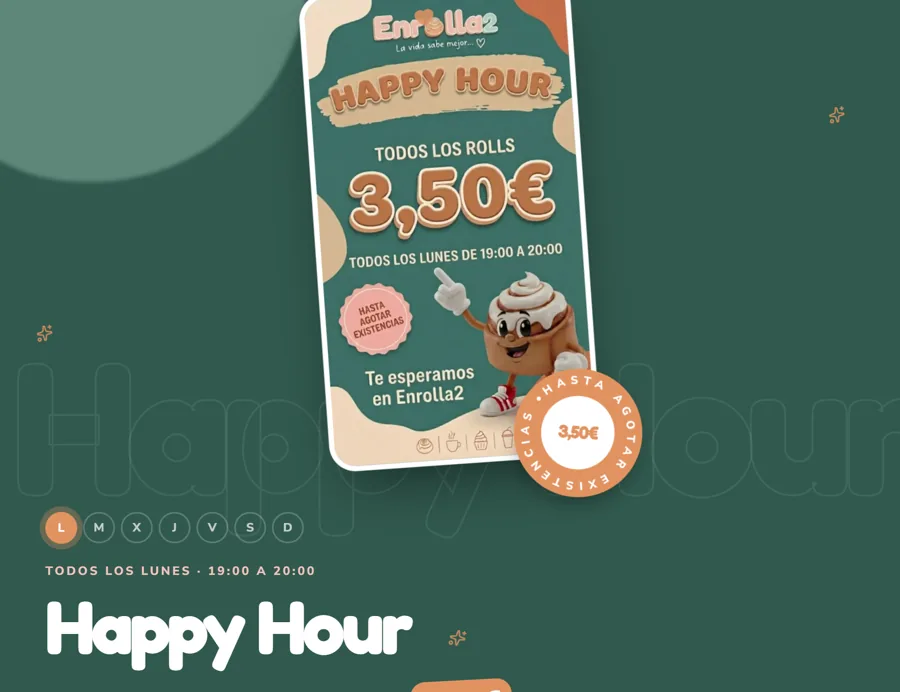 Enrolla2
La vida sabe mejor...
HAPPY HOUR
TODOS LOS ROLLS
3,50€
TODOS LOS LUNES DE 19:00 A 20:00
HASTA
AGOTAR
EXISTENCIAS
Te esperamos
en Enrolla2
• HASTA AGOTAR EXISTENCIAS
3,50€
Happy Hour
L M X J V S D
TODOS LOS LUNES · 19:00 A 20:00
Happy Hour